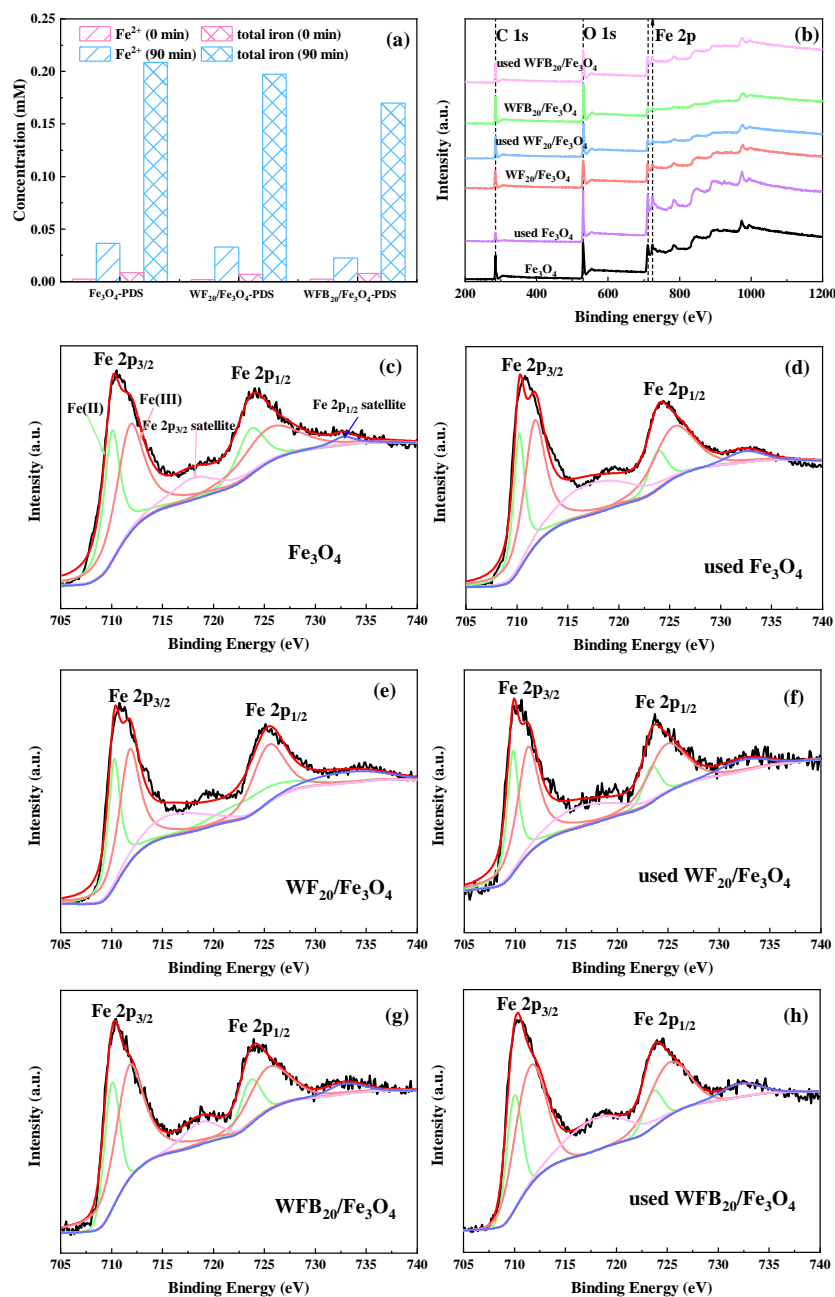 Fe²⁺ (0 min) total iron (0 min) (a)
Fe²⁺ (90 min) total iron (90 min)
0.25
0.20
0.15
0.10
0.05
0.00
Concentration (mM)
Fe₃O₄-PDS WF₂₀/Fe₃O₄-PDS WFB₂₀/Fe₃O₄-PDS
C 1s O 1s Fe 2p (b)
used WFB₂₀/Fe₃O₄
WFB₂₀/Fe₃O₄
used WF₂₀/Fe₃O₄
WF₂₀/Fe₃O₄
used Fe₃O₄
Fe₃O₄
Intensity (a.u.)
200 400 600 800 1000 1200
Binding energy (eV)
Fe 2p₃/₂ (c)
Fe 2p₁/₂
Fe(II) Fe(III) Fe 2p₃/₂ satellite Fe 2p₁/₂ satellite
Fe₃O₄
Intensity (a.u.)
705 710 715 720 725 730 735 740
Binding Energy (eV)
Fe 2p₃/₂ (d)
Fe 2p₁/₂
used Fe₃O₄
Intensity (a.u.)
705 710 715 720 725 730 735 740
Binding Energy (eV)
Fe 2p₃/₂ (e)
Fe 2p₁/₂
WF₂₀/Fe₃O₄
Intensity (a.u.)
705 710 715 720 725 730 735 740
Binding Energy (eV)
Fe 2p₃/₂ (f)
Fe 2p₁/₂
used WF₂₀/Fe₃O₄
Intensity (a.u.)
705 710 715 720 725 730 735 740
Binding Energy (eV)
Fe 2p₃/₂ (g)
Fe 2p₁/₂
WFB₂₀/Fe₃O₄
Intensity (a.u.)
705 710 715 720 725 730 735 740
Binding Energy (eV)
Fe 2p₃/₂ (h)
Fe 2p₁/₂
used WFB₂₀/Fe₃O₄
Intensity (a.u.)
705 710 715 720 725 730 735 740
Binding Energy (eV)